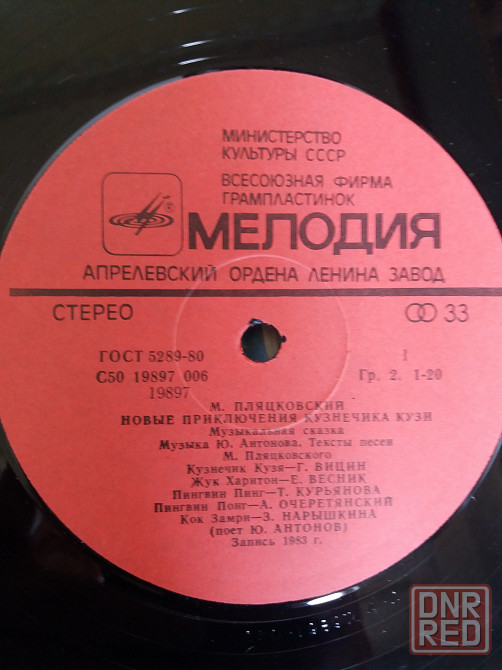 МИНИСТЕРСТВО
КУЛЬТУРЫ СССР
ВСЕСОЮЗНАЯ ФИРМА
ГРАМПЛАСТИНОК
МЕЛОДИЯ
АПРЕЛЕВСКИЙ ОРДЕНА ЛЕНИНА ЗАВОД
СТЕРЕО 33
ГОСТ 5289-80 I
С50 19897 006 Гр. 2. 1-20
19897
М. ПЛЯЦКОВСКИЙ
НОВЫЕ ПРИКЛЮЧЕНИЯ КУЗНЕЧИКА КУЗИ
Музыкальная сказка
Музыка Ю. Антонова. Тексты песен
М. Пляцковского
Кузнечик Кузя—Г. ВИЦИН
Жук Харитон—Е. ВЕСНИК
Пингвин Пинг—Т. КУРЬЯНОВА
Пингвин Понг—А. ОЧЕРЕТЯНСКИЙ
Кок Замри—З. НАРЫШКИНА
(поет Ю. АНТОНОВ)
Запись 1983 г.
DNR
RED